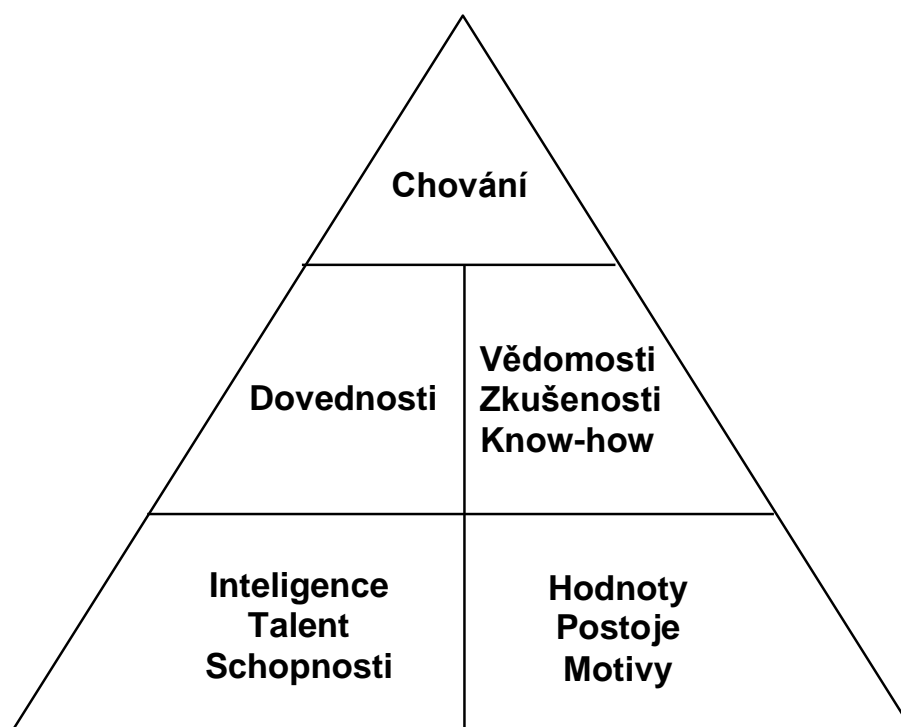 Chování
Dovednosti
Vědomosti
Zkušenosti
Know-how
Inteligence
Talent
Schopnosti
Hodnoty
Postoje
Motivy